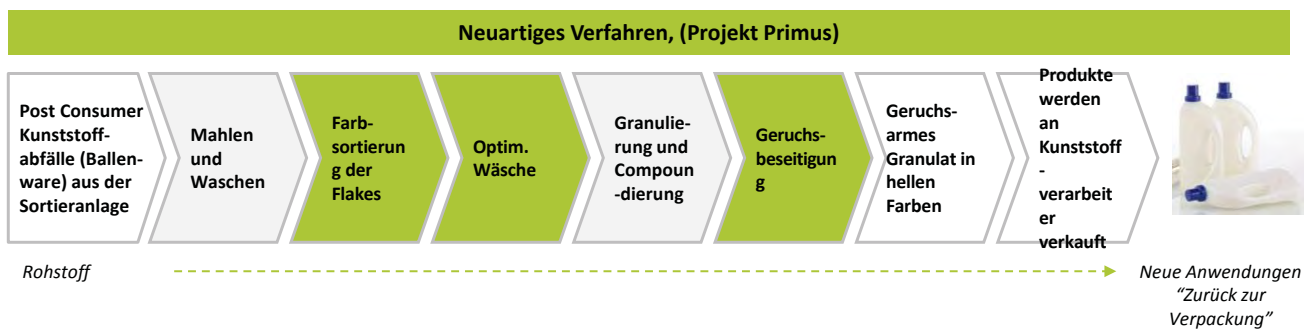 Neuartiges Verfahren, (Projekt Primus)
Post Consumer
Kunststoff-
abfälle (Ballen-
ware) aus der
Sortieranlage
Mahlen
und
Waschen
Farb-
sortierun
g der
Flakes
Optim.
Wäsche
Granulie-
rung und
Compoun
-dierung
Geruchs-
beseitigun
g
Geruchs-
armes
Granulat in
hellen
Farben
Produkte
werden
an
Kunststoff
-
verarbeit
er
verkauft
Rohstoff
Neue Anwendungen
“Zurück zur
Verpackung”